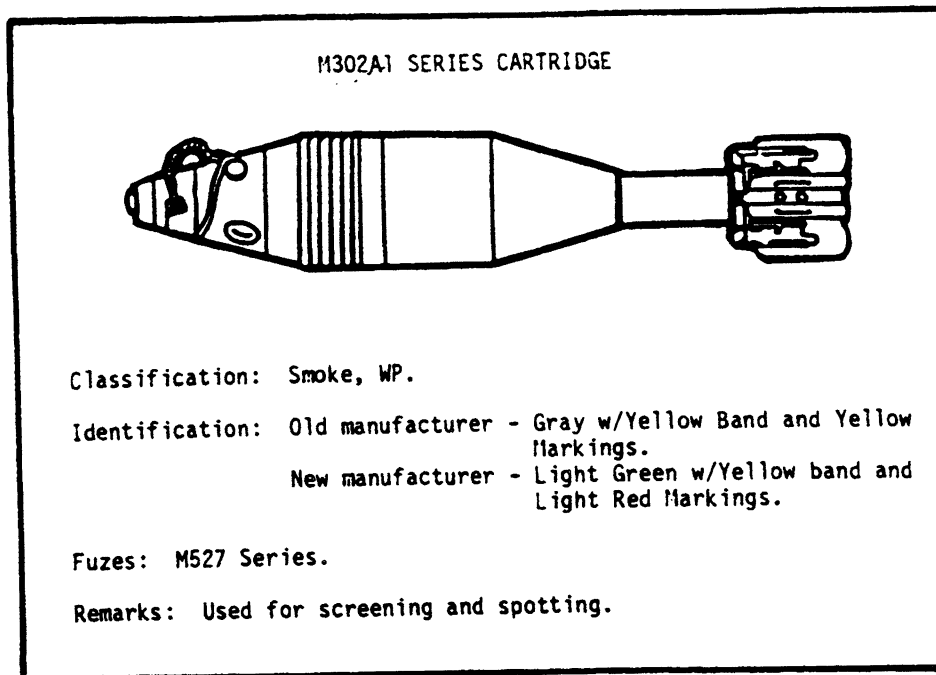 M302A1 SERIES CARTRIDGE
Classification: Smoke, WP.
Identification: Old manufacturer - Gray w/Yellow Band and Yellow
Markings.
New manufacturer - Light Green w/Yellow band and
Light Red Markings.
Fuzes: M527 Series.
Remarks: Used for screening and spotting.